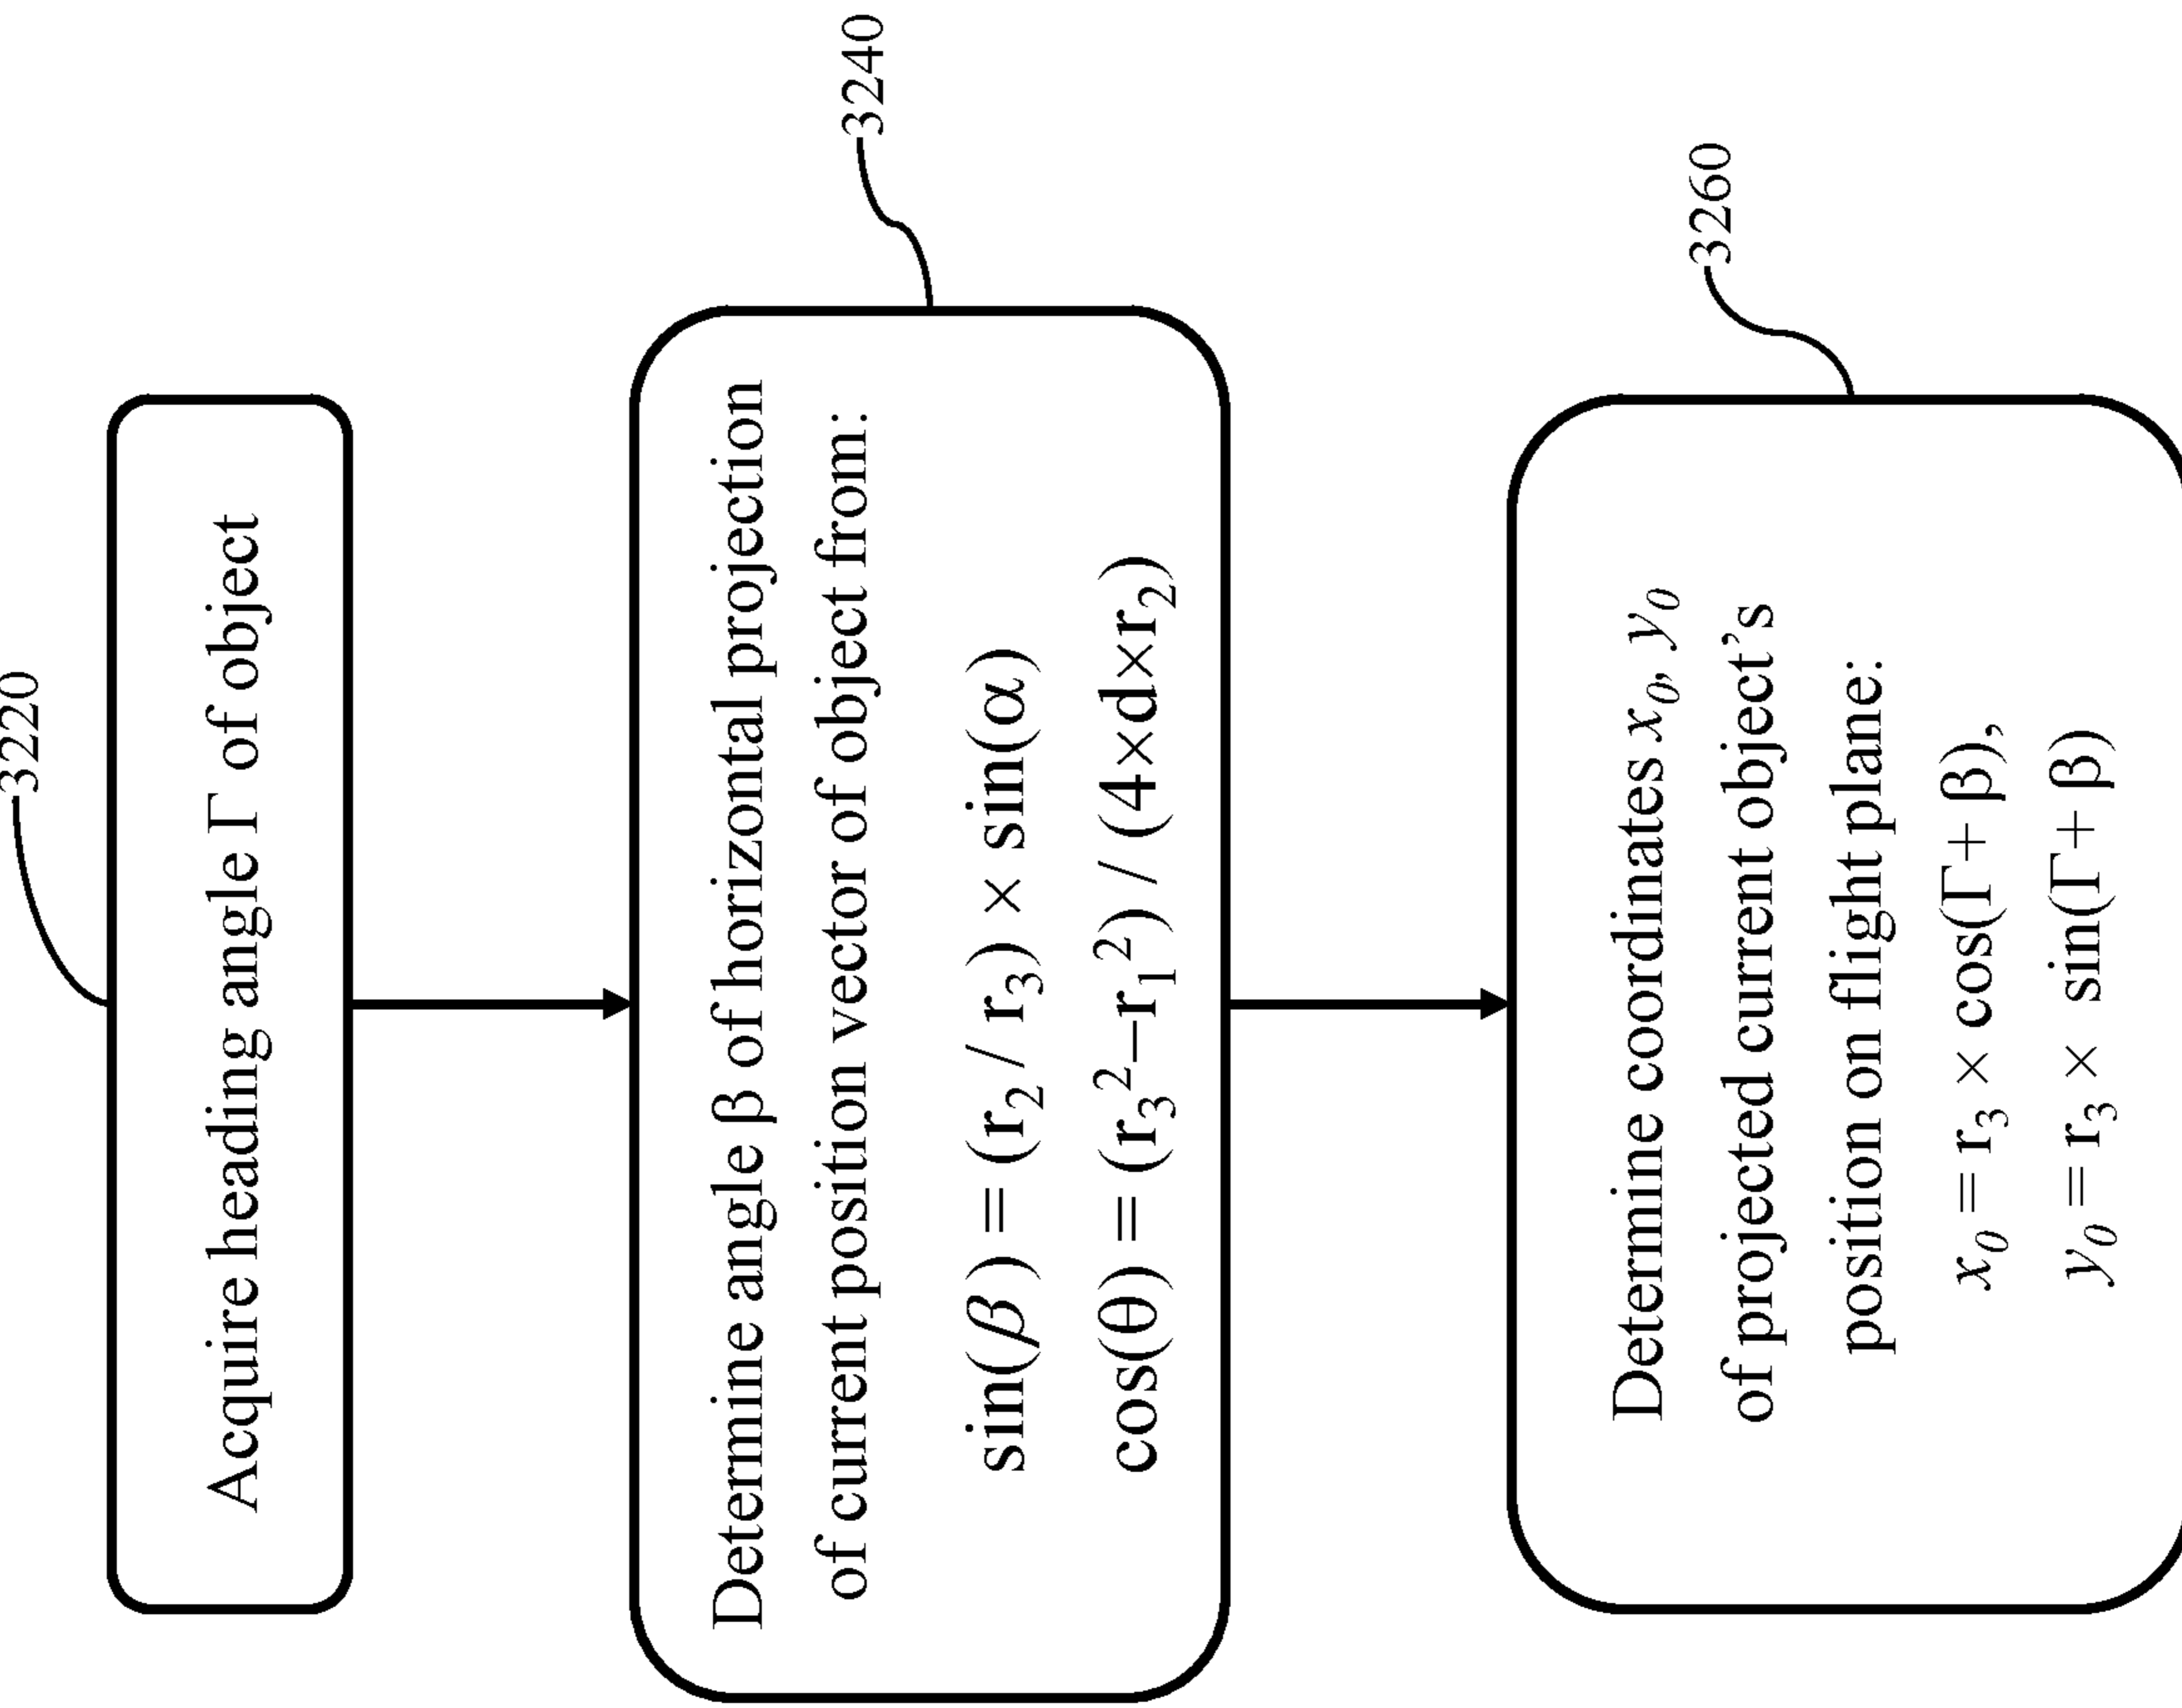 3220
Acquire heading angle Γ of object
3240
Determine angle β of horizontal projection
of current position vector of object from:
sin(β) = (r₂ / r₃) × sin(α)
cos(θ) = (r₃²−r₁²) / (4×d×r₂)
3260
Determine coordinates x₀, y₀
of projected current object’s
position on flight plane:
x₀ = r₃ × cos(Γ+ β),
y₀ = r₃ × sin(Γ+ β)